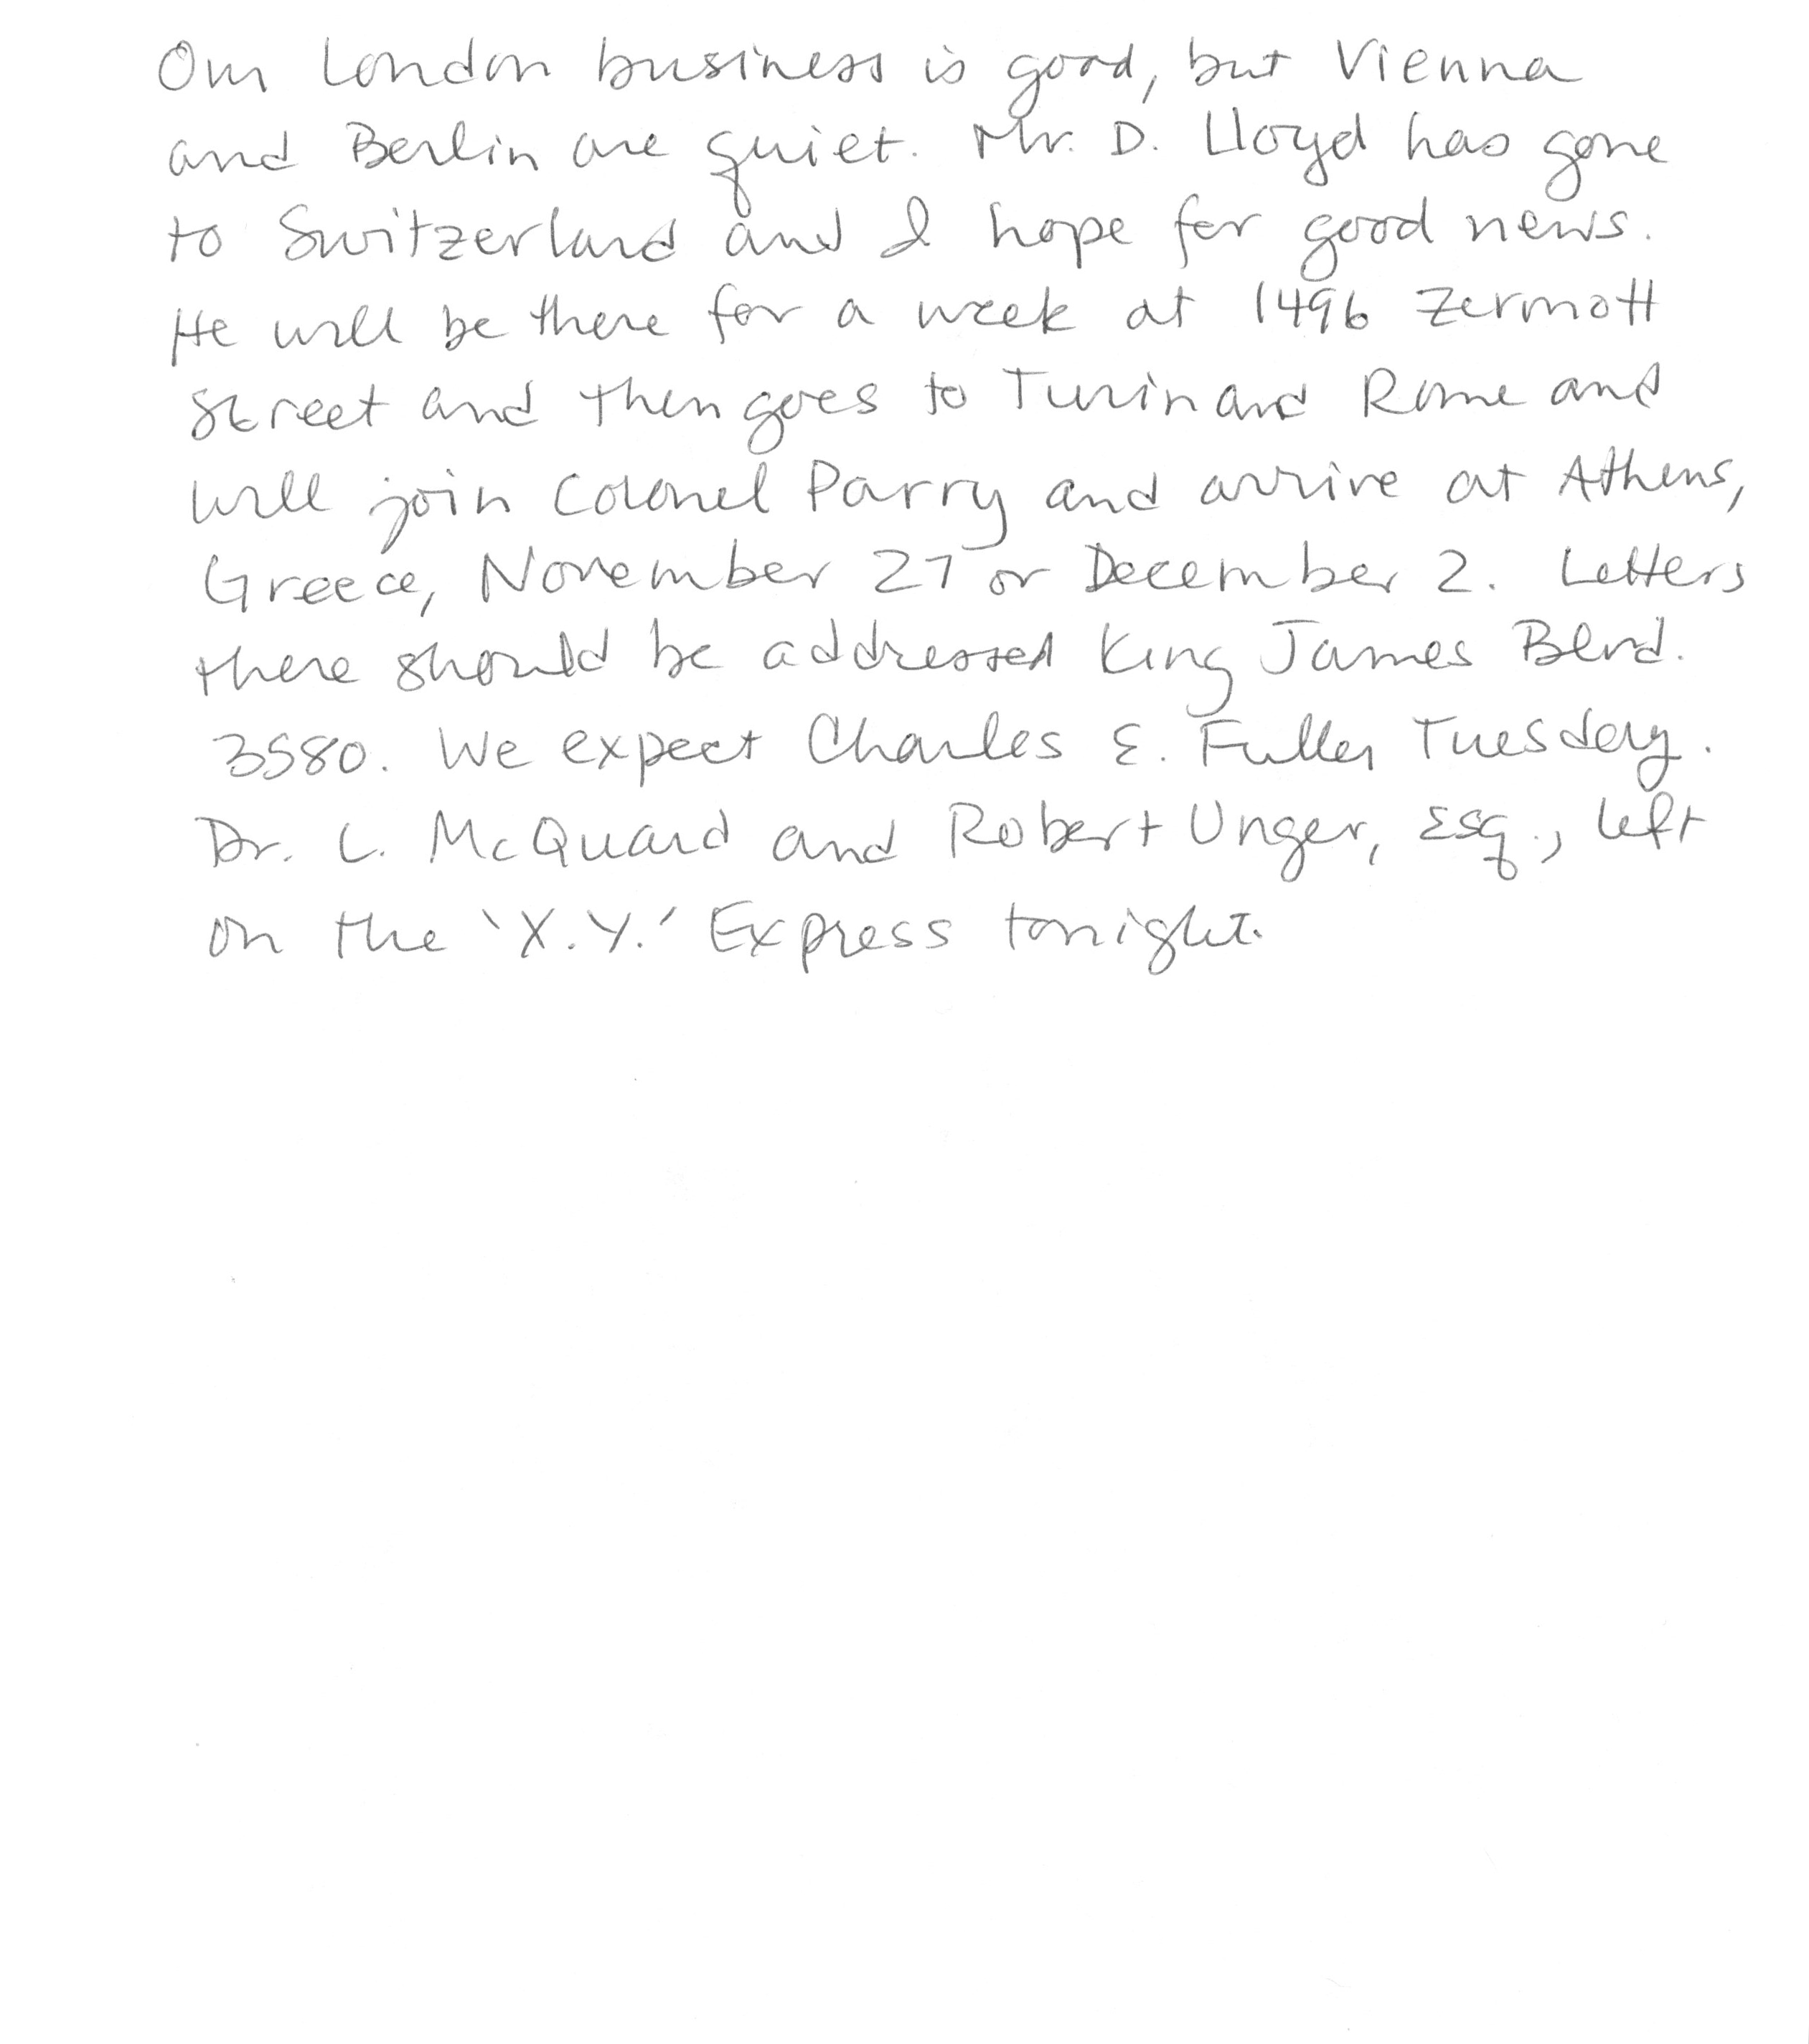 Our London business is good, but Vienna
and Berlin are quiet. Mr. D. Lloyd has gone
to Switzerland and I hope for good news.
He will be there for a week at 1496 Zermott
Street and then goes to Turin and Rome and
will join Colonel Parry and arrive at Athens,
Greece, November 27 or December 2. Letters
there should be addressed King James Blvd.
3580. We expect Charles E. Fuller Tuesday.
Dr. L. McQuaid and Robert Unger, Esq., left
on the 'X.Y.' Express tonight.